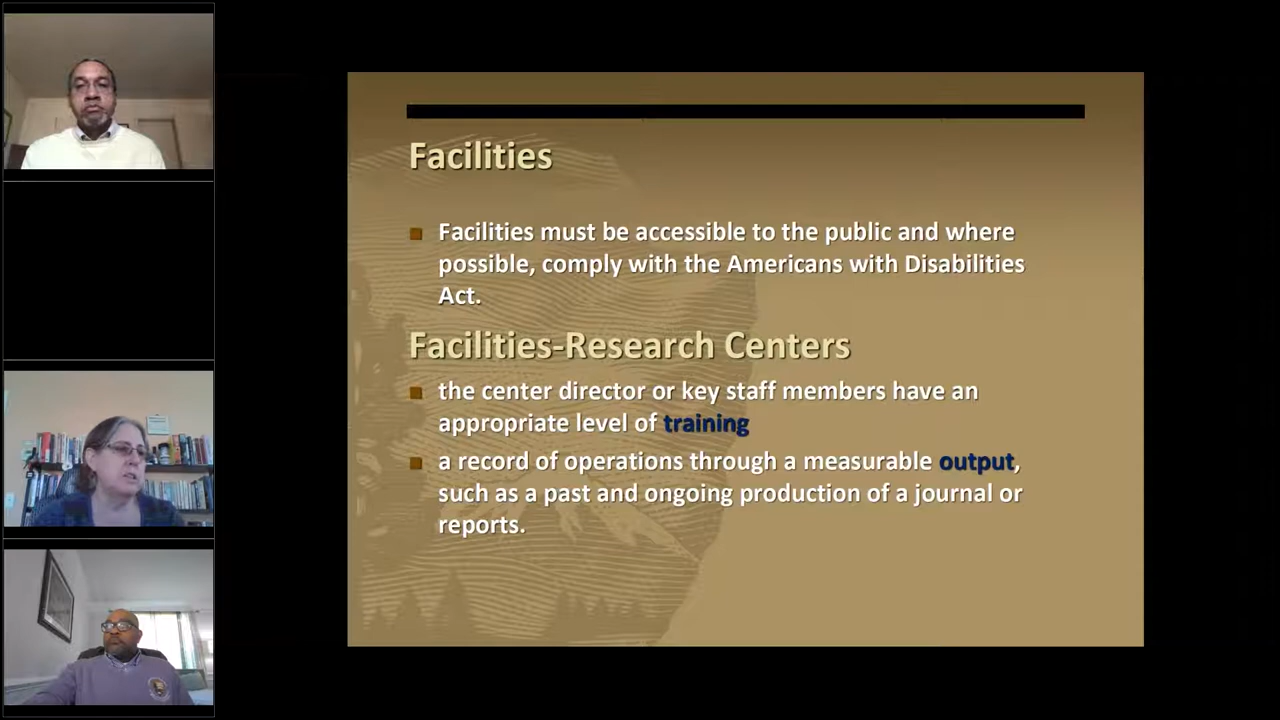 Facilities
Facilities must be accessible to the public and where
possible, comply with the Americans with Disabilities
Act.
Facilities-Research Centers
the center director or key staff members have an
appropriate level of training
a record of operations through a measurable output,
such as a past and ongoing production of a journal or
reports.